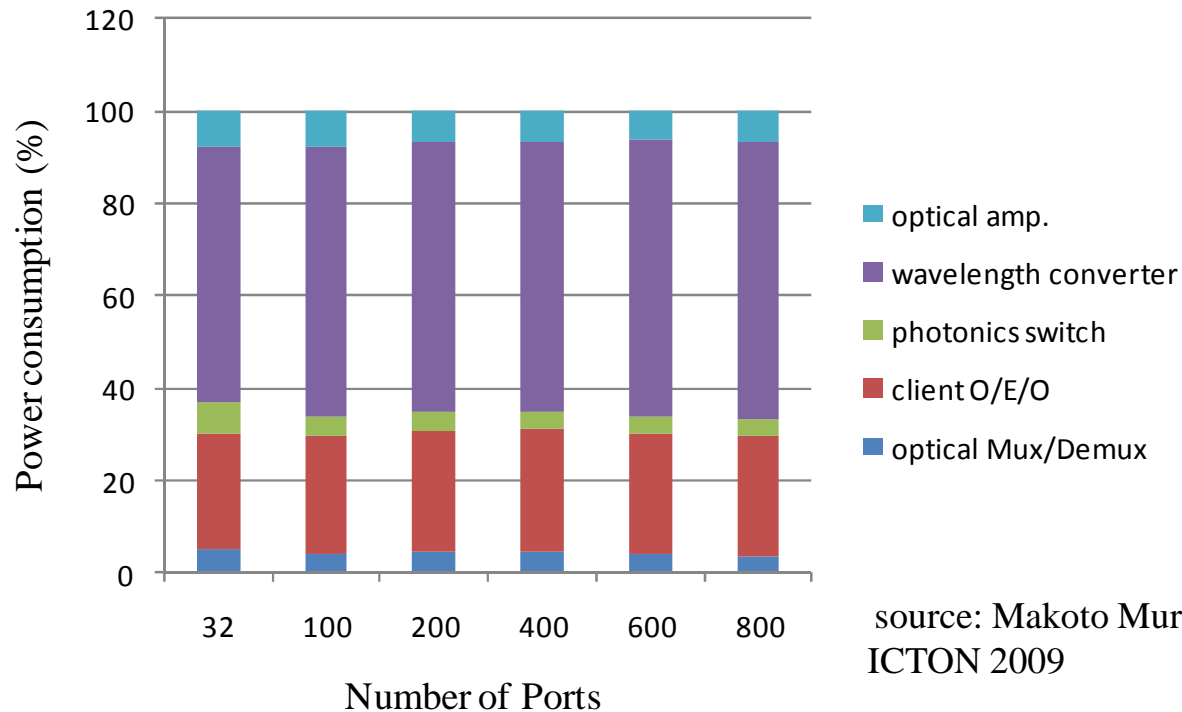 120
100
80
60
40
20
0
Power consumption (%)
32 100 200 400 600 800
Number of Ports
optical amp.
wavelength converter
photonics switch
client O/E/O
optical Mux/Demux
source: Makoto Mur
ICTON 2009